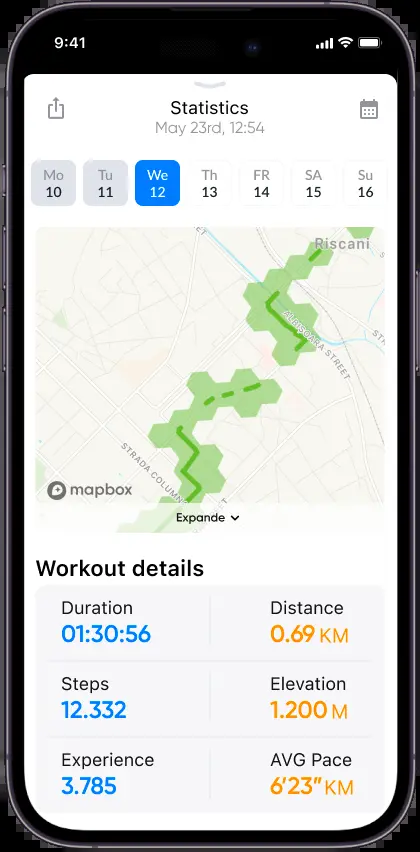 9:41
Statistics
May 23rd, 12:54
Mo Tu We Th FR SA Su
10 11 12 13 14 15 16
Riscani
ALBIȘOARA STREET
STRADA COLUMN
mapbox
Expande
Workout details
Duration Distance
01:30:56 0.69 KM
Steps Elevation
12.332 1.200 M
Experience AVG Pace
3.785 6'23" KM